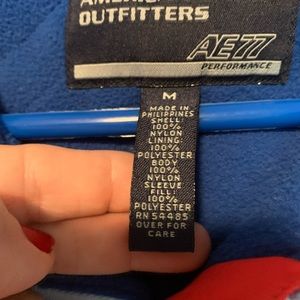 AMERIC
OUTFITTERS
AE77
PERFORMANCE
M
MADE IN
PHILIPPINES
SHELL:
100%
NYLON
LINING:
100%
POLYESTER
BODY
100%
NYLON
SLEEVE
FILL:
100%
POLYESTER
RN 54485
OVER FOR
CARE